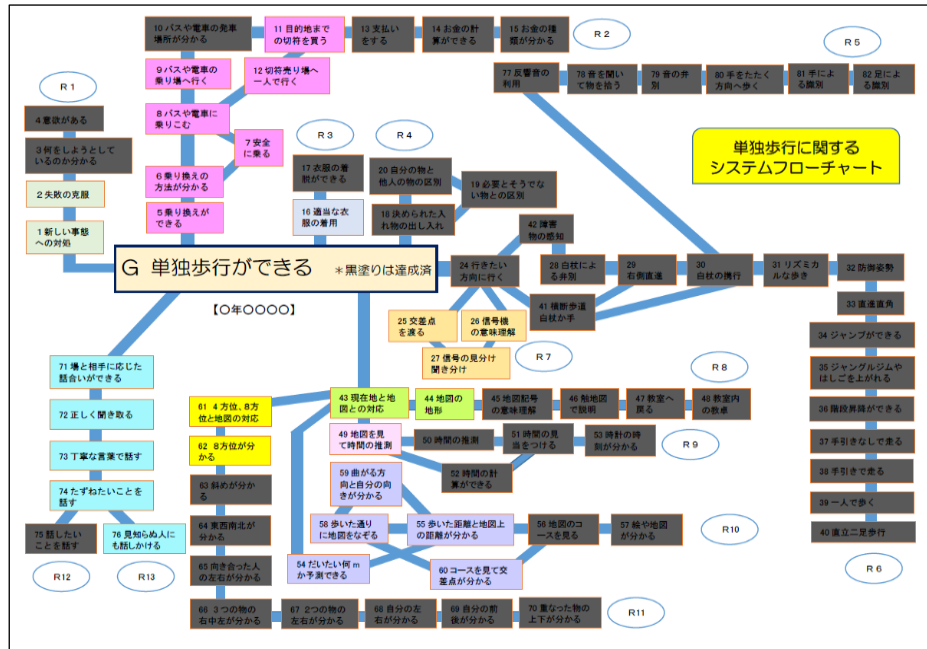 10 バスや電車の発車
場所が分かる
11 目的地まで
の切符を買う
13 支払い
をする
14 お金の計
算ができる
15 お金の種
類が分かる
R 2
9 バスや電車の
乗り場へ行く
12 切符売り場へ
一人で行く
8 バスや電車に
乗りこむ
7 安全
に乗る
6 乗り換えの
方法が分かる
5 乗り換えが
できる
R 1
4 意欲がある
3 何をしようとして
いるのか分かる
2 失敗の克服
1 新しい事態
への対処
R 3
17 衣服の着
脱ができる
16 適当な衣
服の着用
R 4
20 自分の物と
他人の物の区別
19 必要とそうでな
い物との区別
18 決められた入
れ物の出し入れ
77 反響音の
利用
78 音を聞い
て物を拾う
79 音の弁
別
80 手をたたく
方向へ歩く
81 手によ
る識別
82 足によ
る識別
R 5
単独歩行に関する
システムフローチャート
G 単独歩行ができる ＊黒塗りは達成済
【〇年〇〇〇〇】
24 行きたい
方向に行く
42 障害
物の感知
28 白杖によ
る弁別
29
右側直進
30
白杖の携行
31 リズミカ
ルな歩き
32 防御姿勢
41 横断歩道
白杖か手
25 交差点
を渡る
26 信号機
の意味理解
27 信号の見分け
聞き分け
R 7
33 直進直角
34 ジャンプができる
35 ジャングルジムや
はしごを上がれる
36 階段昇降ができる
37 手引きなしで走る
38 手引きで走る
39 一人で歩く
40 直立二足歩行
R 6
71 場と相手に応じた
話合いができる
72 正しく聞き取る
73 丁寧な言葉で話す
74 たずねたいことを
話す
75 話したい
ことを話す
76 見知らぬ人に
も話しかける
R12
R13
61 4方位、8方
位と地図の対応
62 8方位が分
かる
63 斜めが分か
る
64 東西南北が
分かる
65 向き合った人
の左右が分かる
66 3つの物の
右中左が分かる
67 2つの物の
左右が分かる
68 自分の左
右が分かる
69 自分の前
後が分かる
70 重なった物の
上下が分かる
R11
43 現在地と地
図との対応
44 地図の
地形
45 地図記号
の意味理解
46 触地図
で説明
47 教室へ
戻る
48 教室内
の教卓
R 8
49 地図を見
て時間の推測
50 時間の推測
51 時間の見
当をつける
53 時計の時
刻が分かる
R 9
52 時間の計
算ができる
59 曲がる方
向と自分の向
きが分かる
58 歩いた通り
に地図をなぞる
55 歩いた距離と地図上
の距離が分かる
56 地図のコ
ースを見る
57 絵や地図
が分かる
R10
54 だいたい何m
か予測できる
60 コースを見て交
差点が分かる